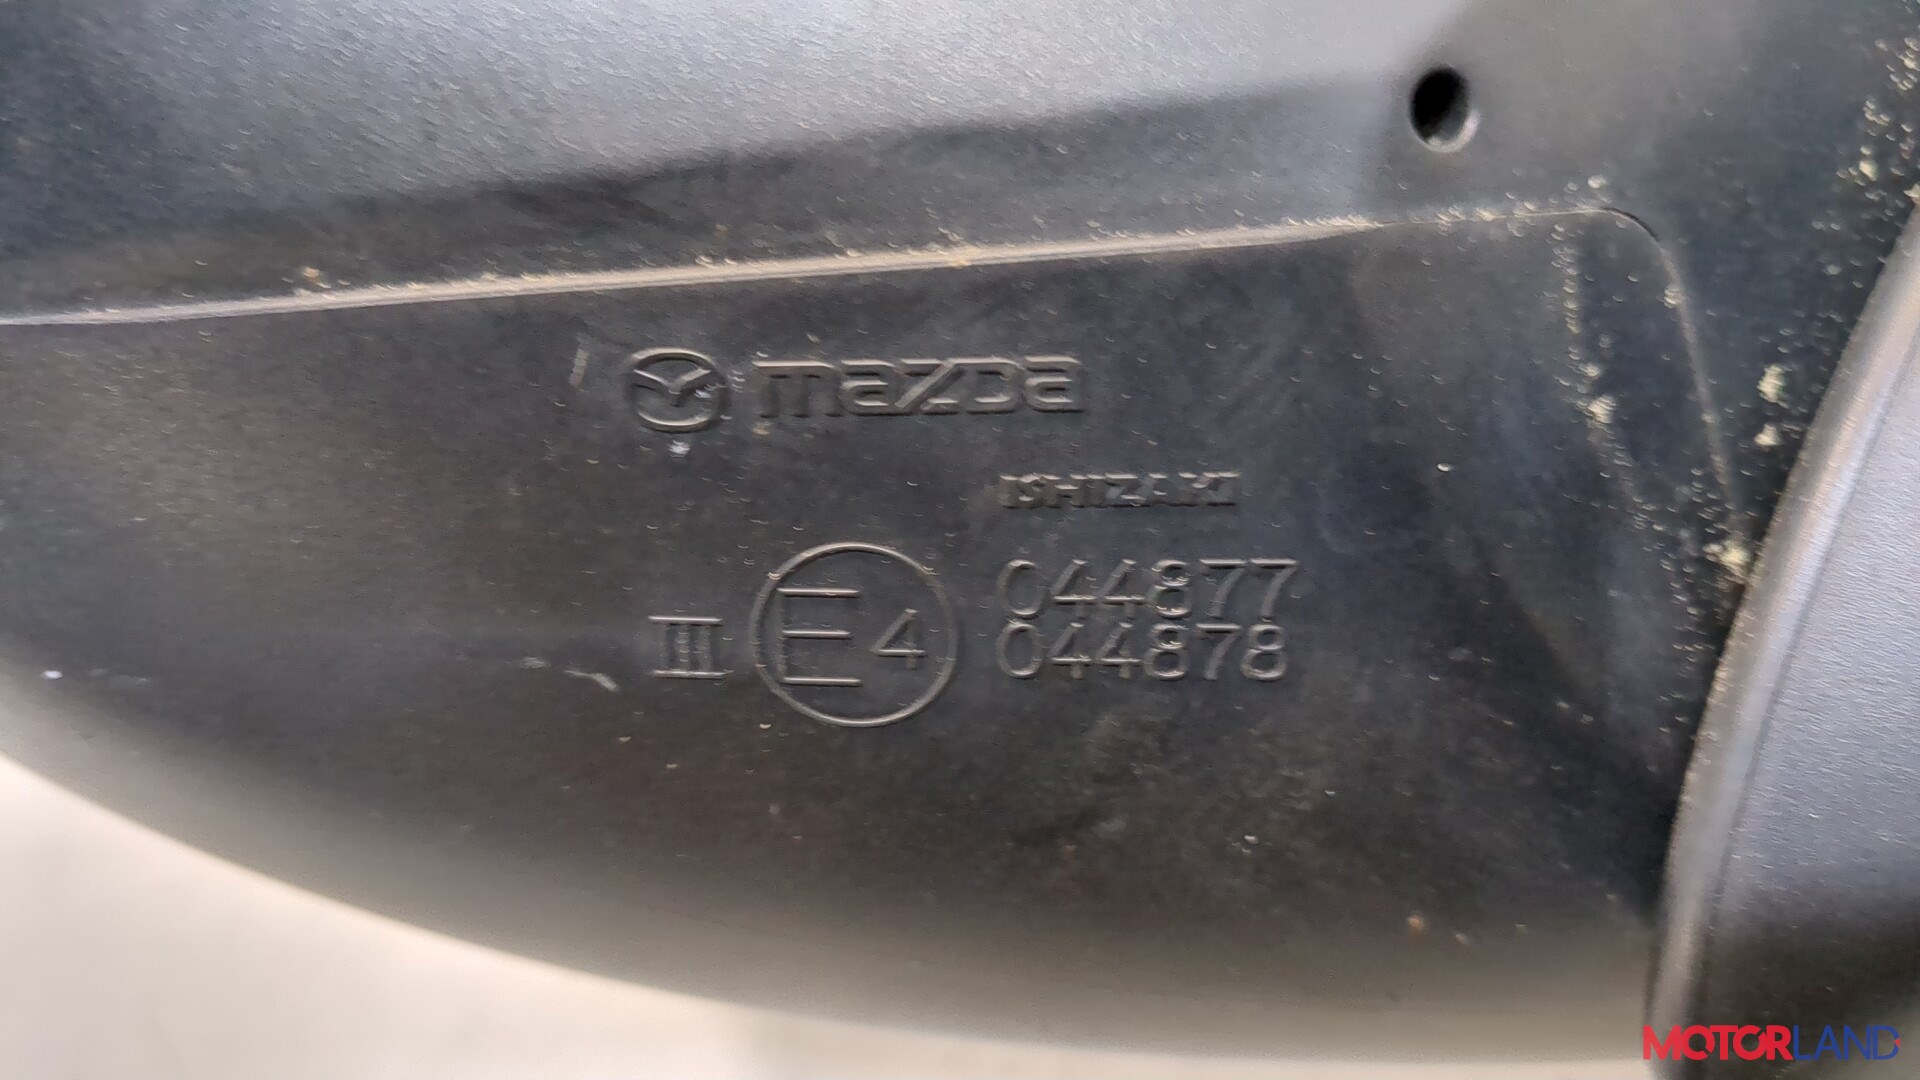 mazda
ISHIZAKI
III E4 044877
044878
MOTORLAND